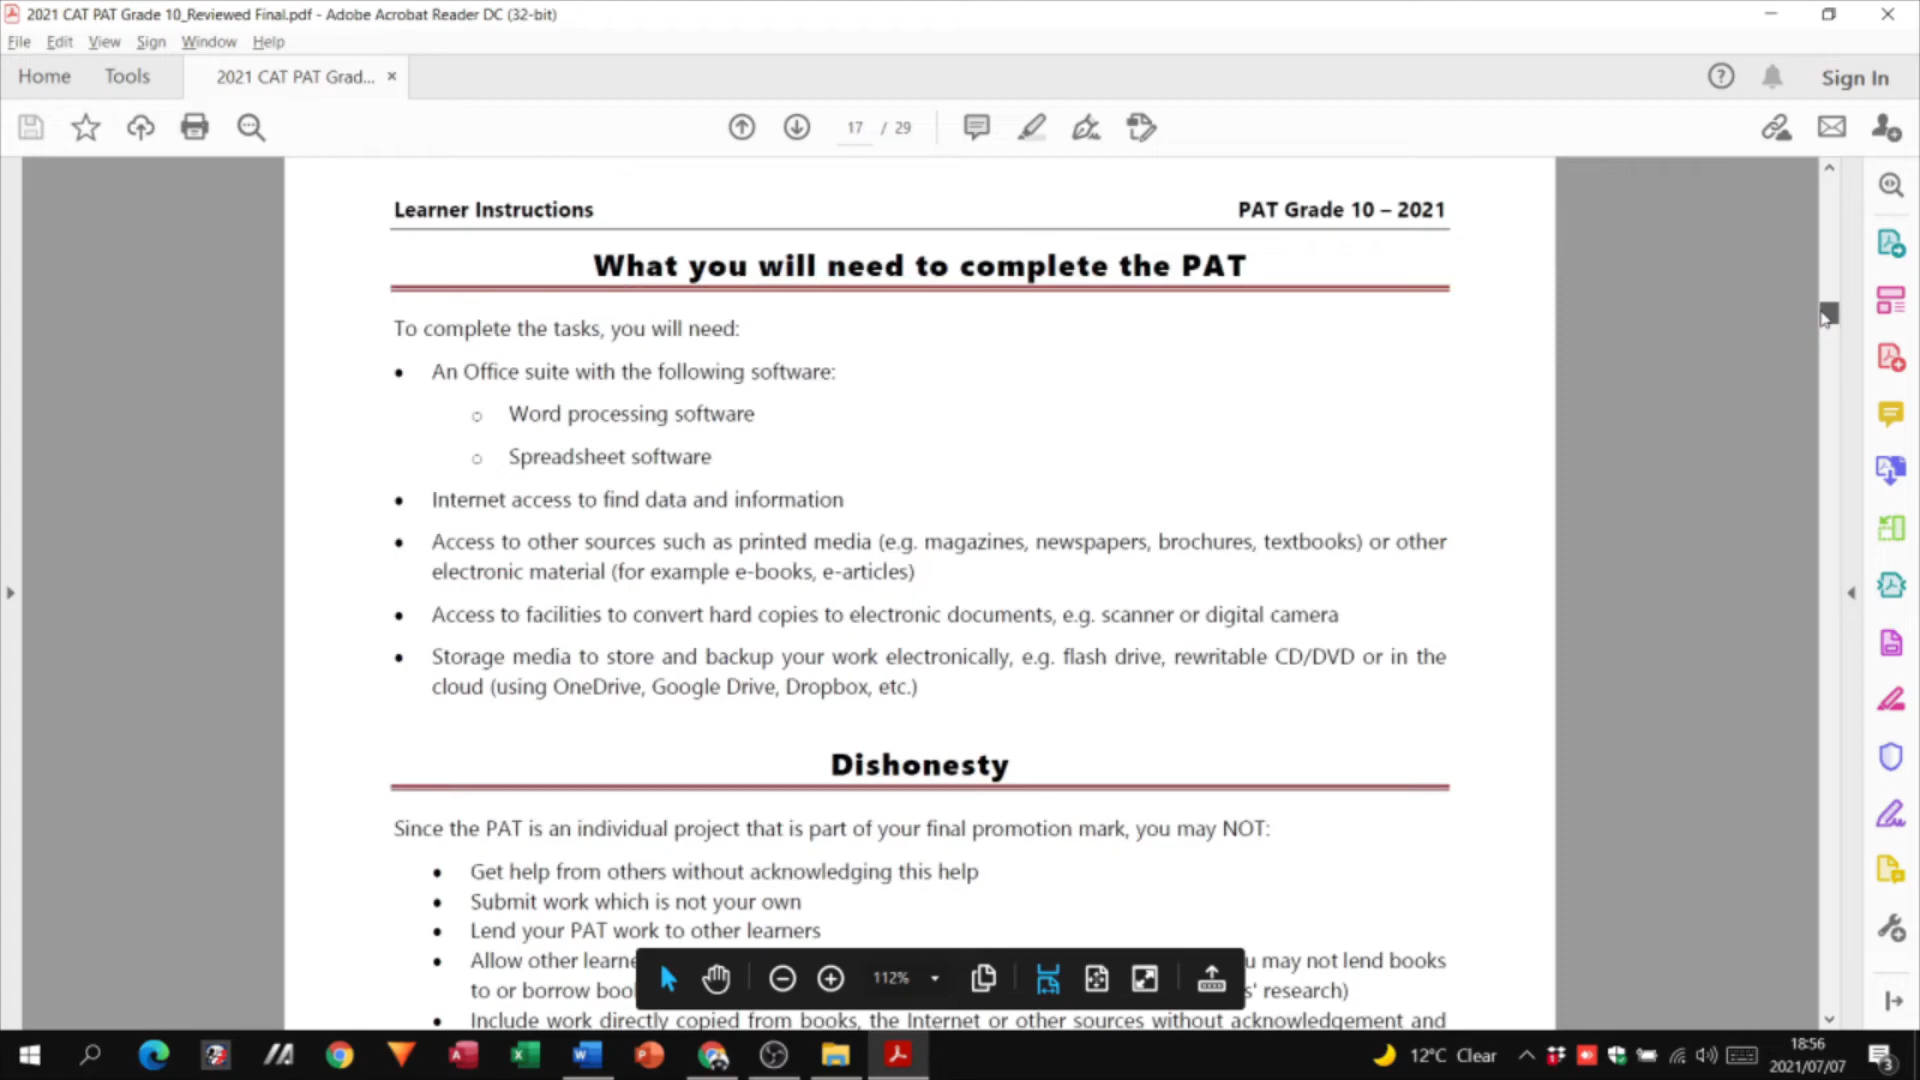 2021 CAT PAT Grade 10_Reviewed Final.pdf - Adobe Acrobat Reader DC (32-bit)
File Edit View Sign Window Help
Home Tools 2021 CAT PAT Grad... × Sign In
17 / 29
Learner Instructions PAT Grade 10 – 2021
What you will need to complete the PAT
To complete the tasks, you will need:
• An Office suite with the following software:
o Word processing software
o Spreadsheet software
• Internet access to find data and information
• Access to other sources such as printed media (e.g. magazines, newspapers, brochures, textbooks) or other
electronic material (for example e-books, e-articles)
• Access to facilities to convert hard copies to electronic documents, e.g. scanner or digital camera
• Storage media to store and backup your work electronically, e.g. flash drive, rewritable CD/DVD or in the
cloud (using OneDrive, Google Drive, Dropbox, etc.)
Dishonesty
Since the PAT is an individual project that is part of your final promotion mark, you may NOT:
• Get help from others without acknowledging this help
• Submit work which is not your own
• Lend your PAT work to other learners
• Allow other learne u may not lend books
to or borrow bool s' research)
112%
• Include work directly copied from books, the Internet or other sources without acknowledgement and
12°C Clear
18:56
2021/07/07
3